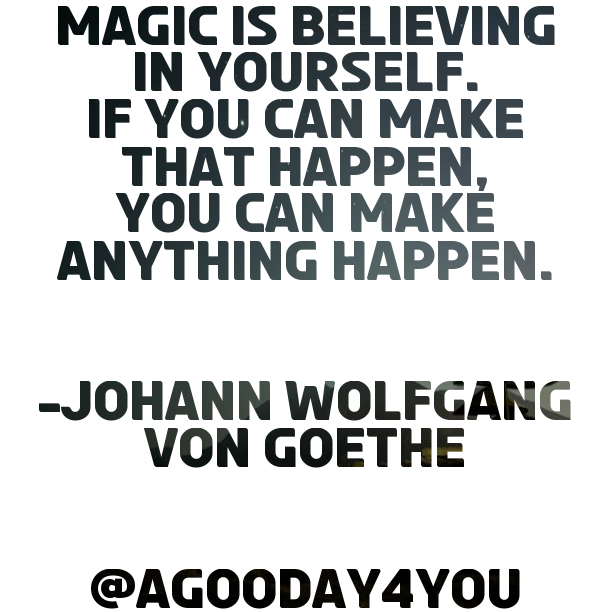 MAGIC IS BELIEVING
IN YOURSELF.
IF YOU CAN MAKE
THAT HAPPEN,
YOU CAN MAKE
ANYTHING HAPPEN.
-JOHANN WOLFGANG
VON GOETHE
@AGOODAY4YOU